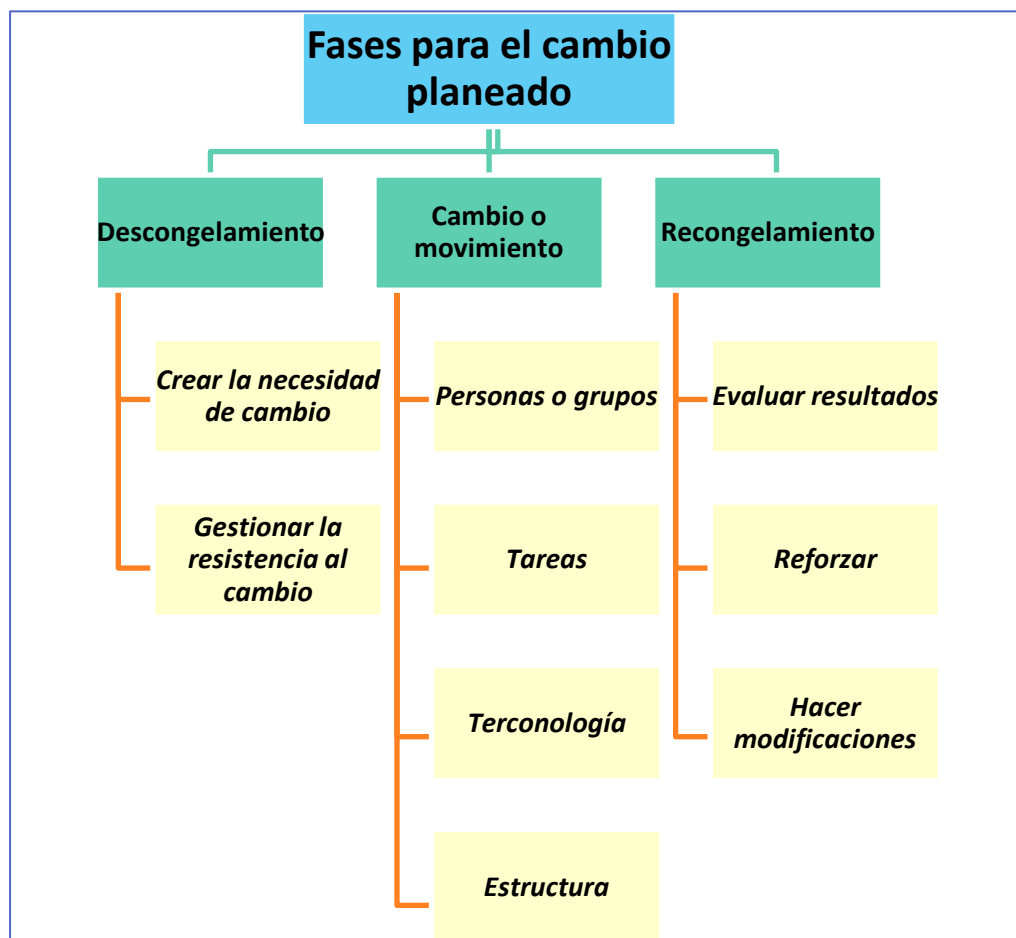 Fases para el cambio
planeado
Descongelamiento
Cambio o
movimiento
Recongelamiento
Crear la necesidad
de cambio
Gestionar la
resistencia al
cambio
Personas o grupos
Tareas
Terconología
Estructura
Evaluar resultados
Reforzar
Hacer
modificaciones